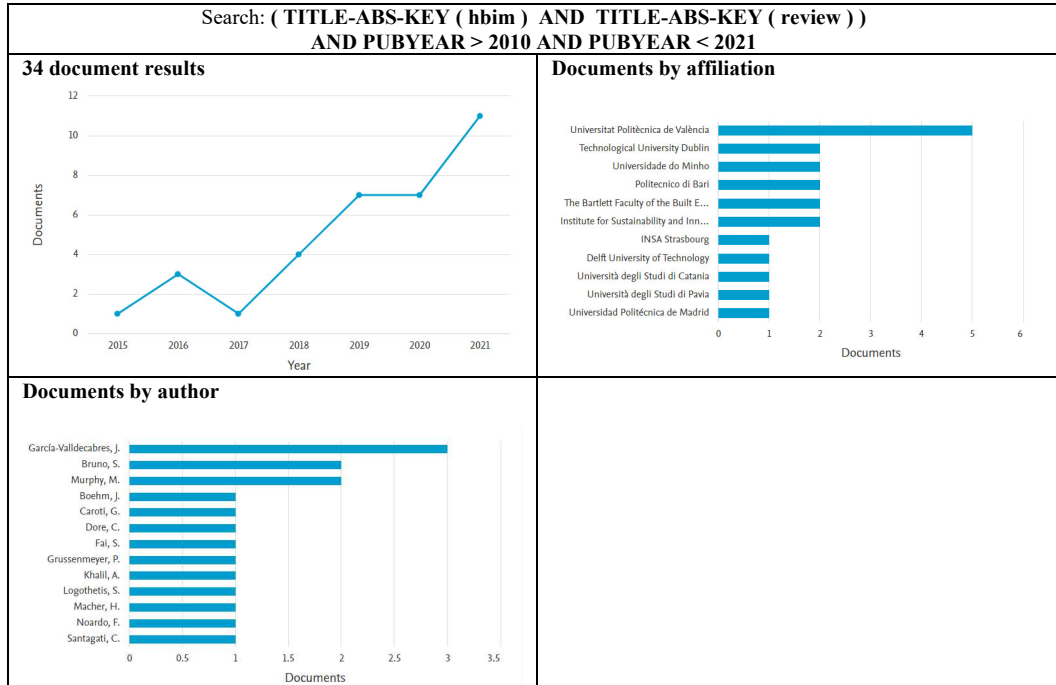 Search: ( TITLE-ABS-KEY ( hbim ) AND TITLE-ABS-KEY ( review ) )
AND PUBYEAR > 2010 AND PUBYEAR < 2021
34 document results
12
10
8
6
4
2
0
Documents
2015 2016 2017 2018 2019 2020 2021
Year
Documents by affiliation
Universitat Politècnica de València
Technological University Dublin
Universidade do Minho
Politecnico di Bari
The Bartlett Faculty of the Built E...
Institute for Sustainability and Inn...
INSA Strasbourg
Delft University of Technology
Università degli Studi di Catania
Università degli Studi di Pavia
Universidad Politécnica de Madrid
0 1 2 3 4 5 6
Documents
Documents by author
García-Valldecabres, J.
Bruno, S.
Murphy, M.
Boehm, J.
Caroti, G.
Dore, C.
Fai, S.
Grussenmeyer, P.
Khalil, A.
Logothetis, S.
Macher, H.
Noardo, F.
Santagati, C.
0 0.5 1 1.5 2 2.5 3 3.5
Documents